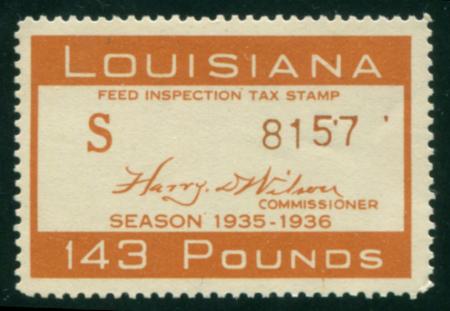 LOUISIANA
FEED INSPECTION TAX STAMP
S 8157
Harry D Wilson
COMMISSIONER
SEASON 1935-1936
143 POUNDS